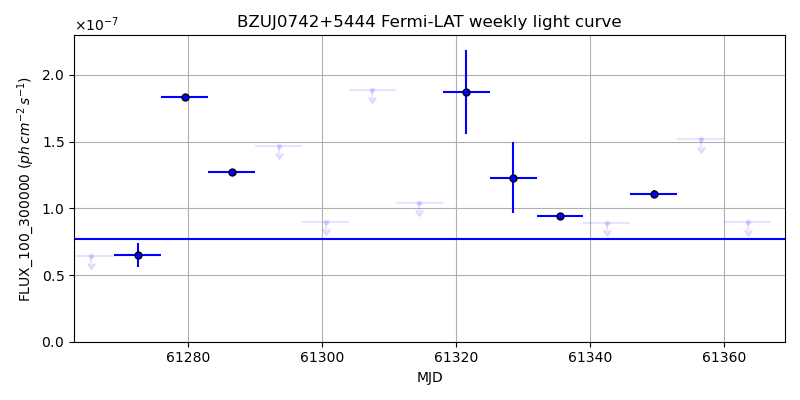 BZUJ0742+5444 Fermi-LAT weekly light curve
×10⁻⁷
FLUX_100_300000 (ph cm⁻² s⁻¹)
2.0
1.5
1.0
0.5
0.0
61280 61300 61320 61340 61360
MJD